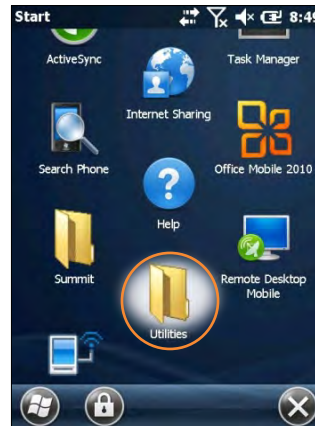 Start 8:49
ActiveSync
Task Manager
Internet Sharing
Search Phone
Office Mobile 2010
Help
Summit
Remote Desktop
Mobile
Utilities